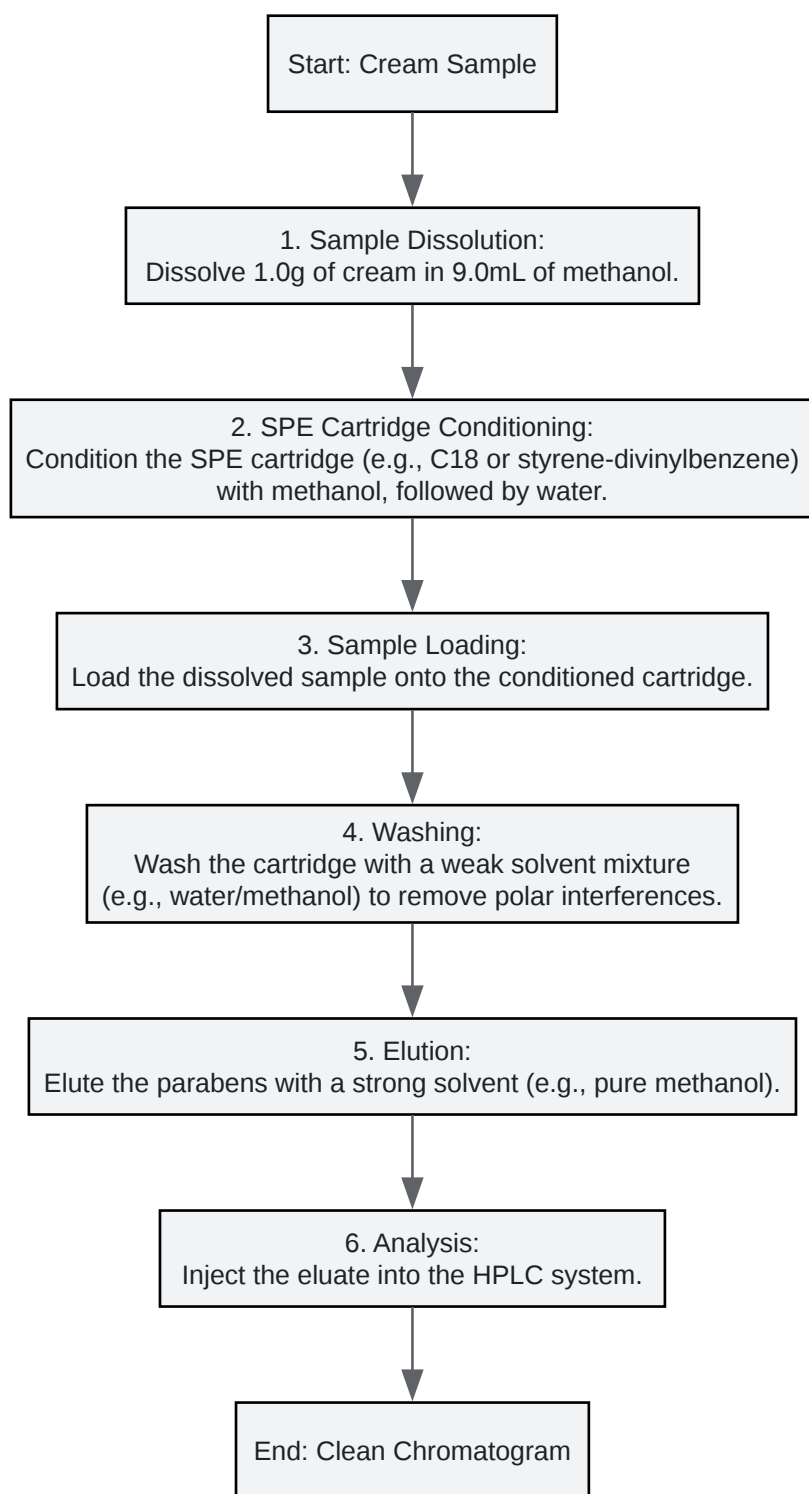 Start: Cream Sample
1. Sample Dissolution:
Dissolve 1.0g of cream in 9.0mL of methanol.
2. SPE Cartridge Conditioning:
Condition the SPE cartridge (e.g., C18 or styrene-divinylbenzene)
with methanol, followed by water.
3. Sample Loading:
Load the dissolved sample onto the conditioned cartridge.
4. Washing:
Wash the cartridge with a weak solvent mixture
(e.g., water/methanol) to remove polar interferences.
5. Elution:
Elute the parabens with a strong solvent (e.g., pure methanol).
6. Analysis:
Inject the eluate into the HPLC system.
End: Clean Chromatogram